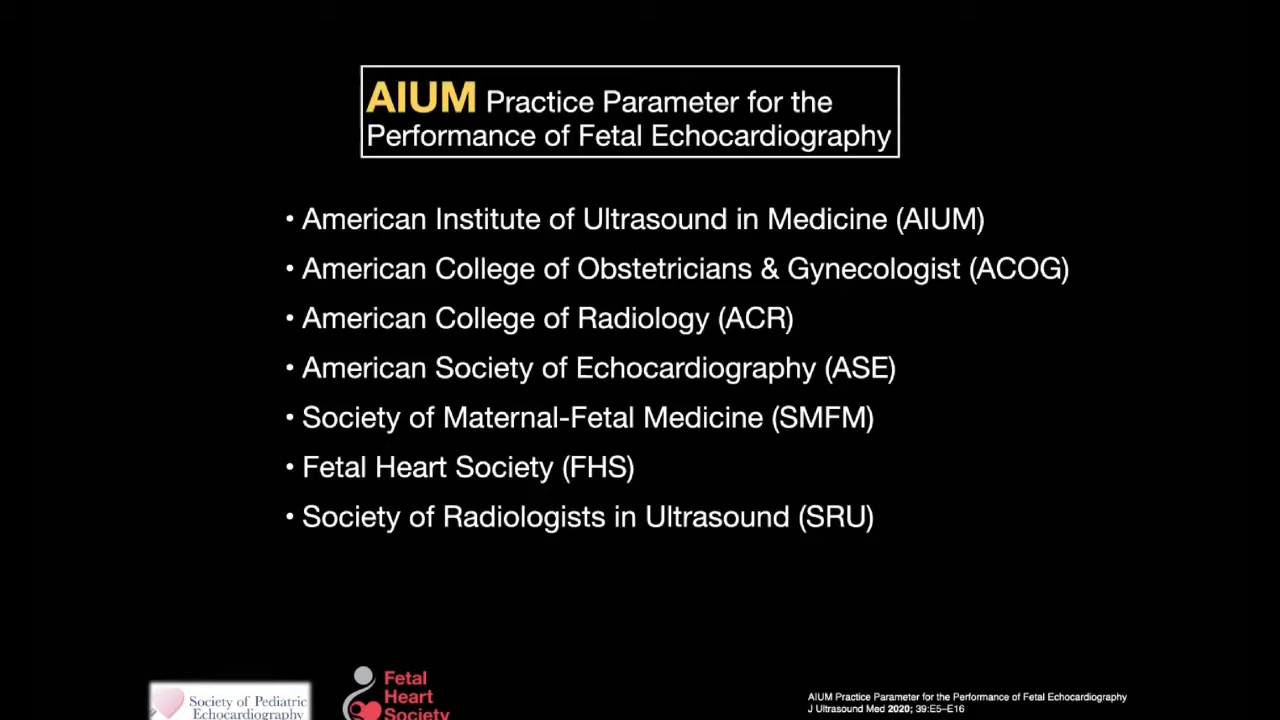 AIUM Practice Parameter for the
Performance of Fetal Echocardiography
• American Institute of Ultrasound in Medicine (AIUM)
• American College of Obstetricians & Gynecologist (ACOG)
• American College of Radiology (ACR)
• American Society of Echocardiography (ASE)
• Society of Maternal-Fetal Medicine (SMFM)
• Fetal Heart Society (FHS)
• Society of Radiologists in Ultrasound (SRU)
Society of Pediatric
Echocardiography
Fetal
Heart
Society
AIUM Practice Parameter for the Performance of Fetal Echocardiography
J Ultrasound Med 2020; 39:E5–E16